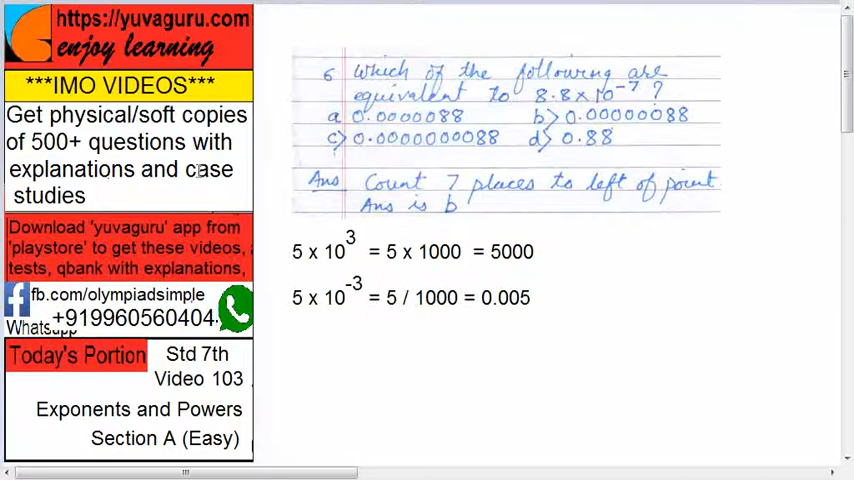 https://yuvaguru.com
enjoy learning
***IMO VIDEOS***
Get physical/soft copies
of 500+ questions with
explanations and case
studies
Download 'yuvaguru' app from
'playstore' to get these videos,
tests, qbank with explanations,
fb.com/olympiadsimple
Whatsapp +919960560404
Today's Portion
Std 7th
Video 103
Exponents and Powers
Section A (Easy)
6 Which of the following are
equivalent to 8.8×10⁻⁷ ?
a 0.0000088 b> 0.00000088
c> 0.0000000088 d> 0.88
Ans Count 7 places to left of point
Ans is b
5 x 10³ = 5 x 1000 = 5000
5 x 10⁻³ = 5 / 1000 = 0.005